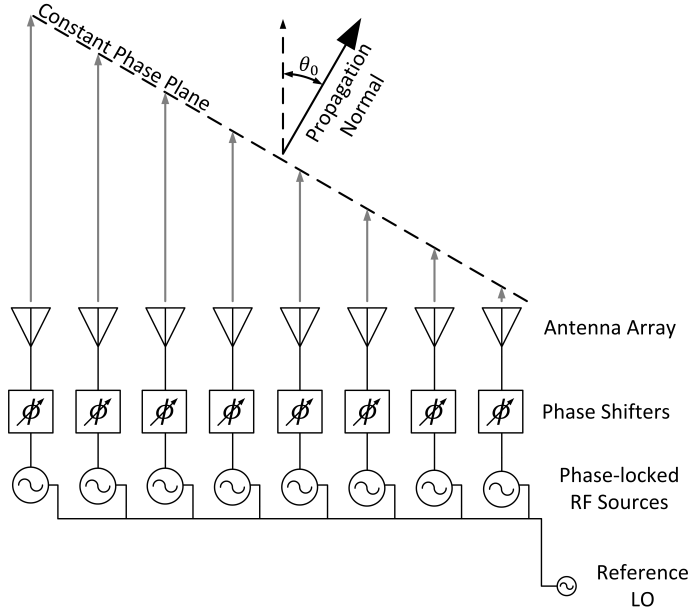 Constant Phase Plane
θ₀
Propagation
Normal
Antenna Array
ϕ ϕ ϕ ϕ ϕ ϕ ϕ ϕ
Phase Shifters
Phase-locked
RF Sources
Reference
LO